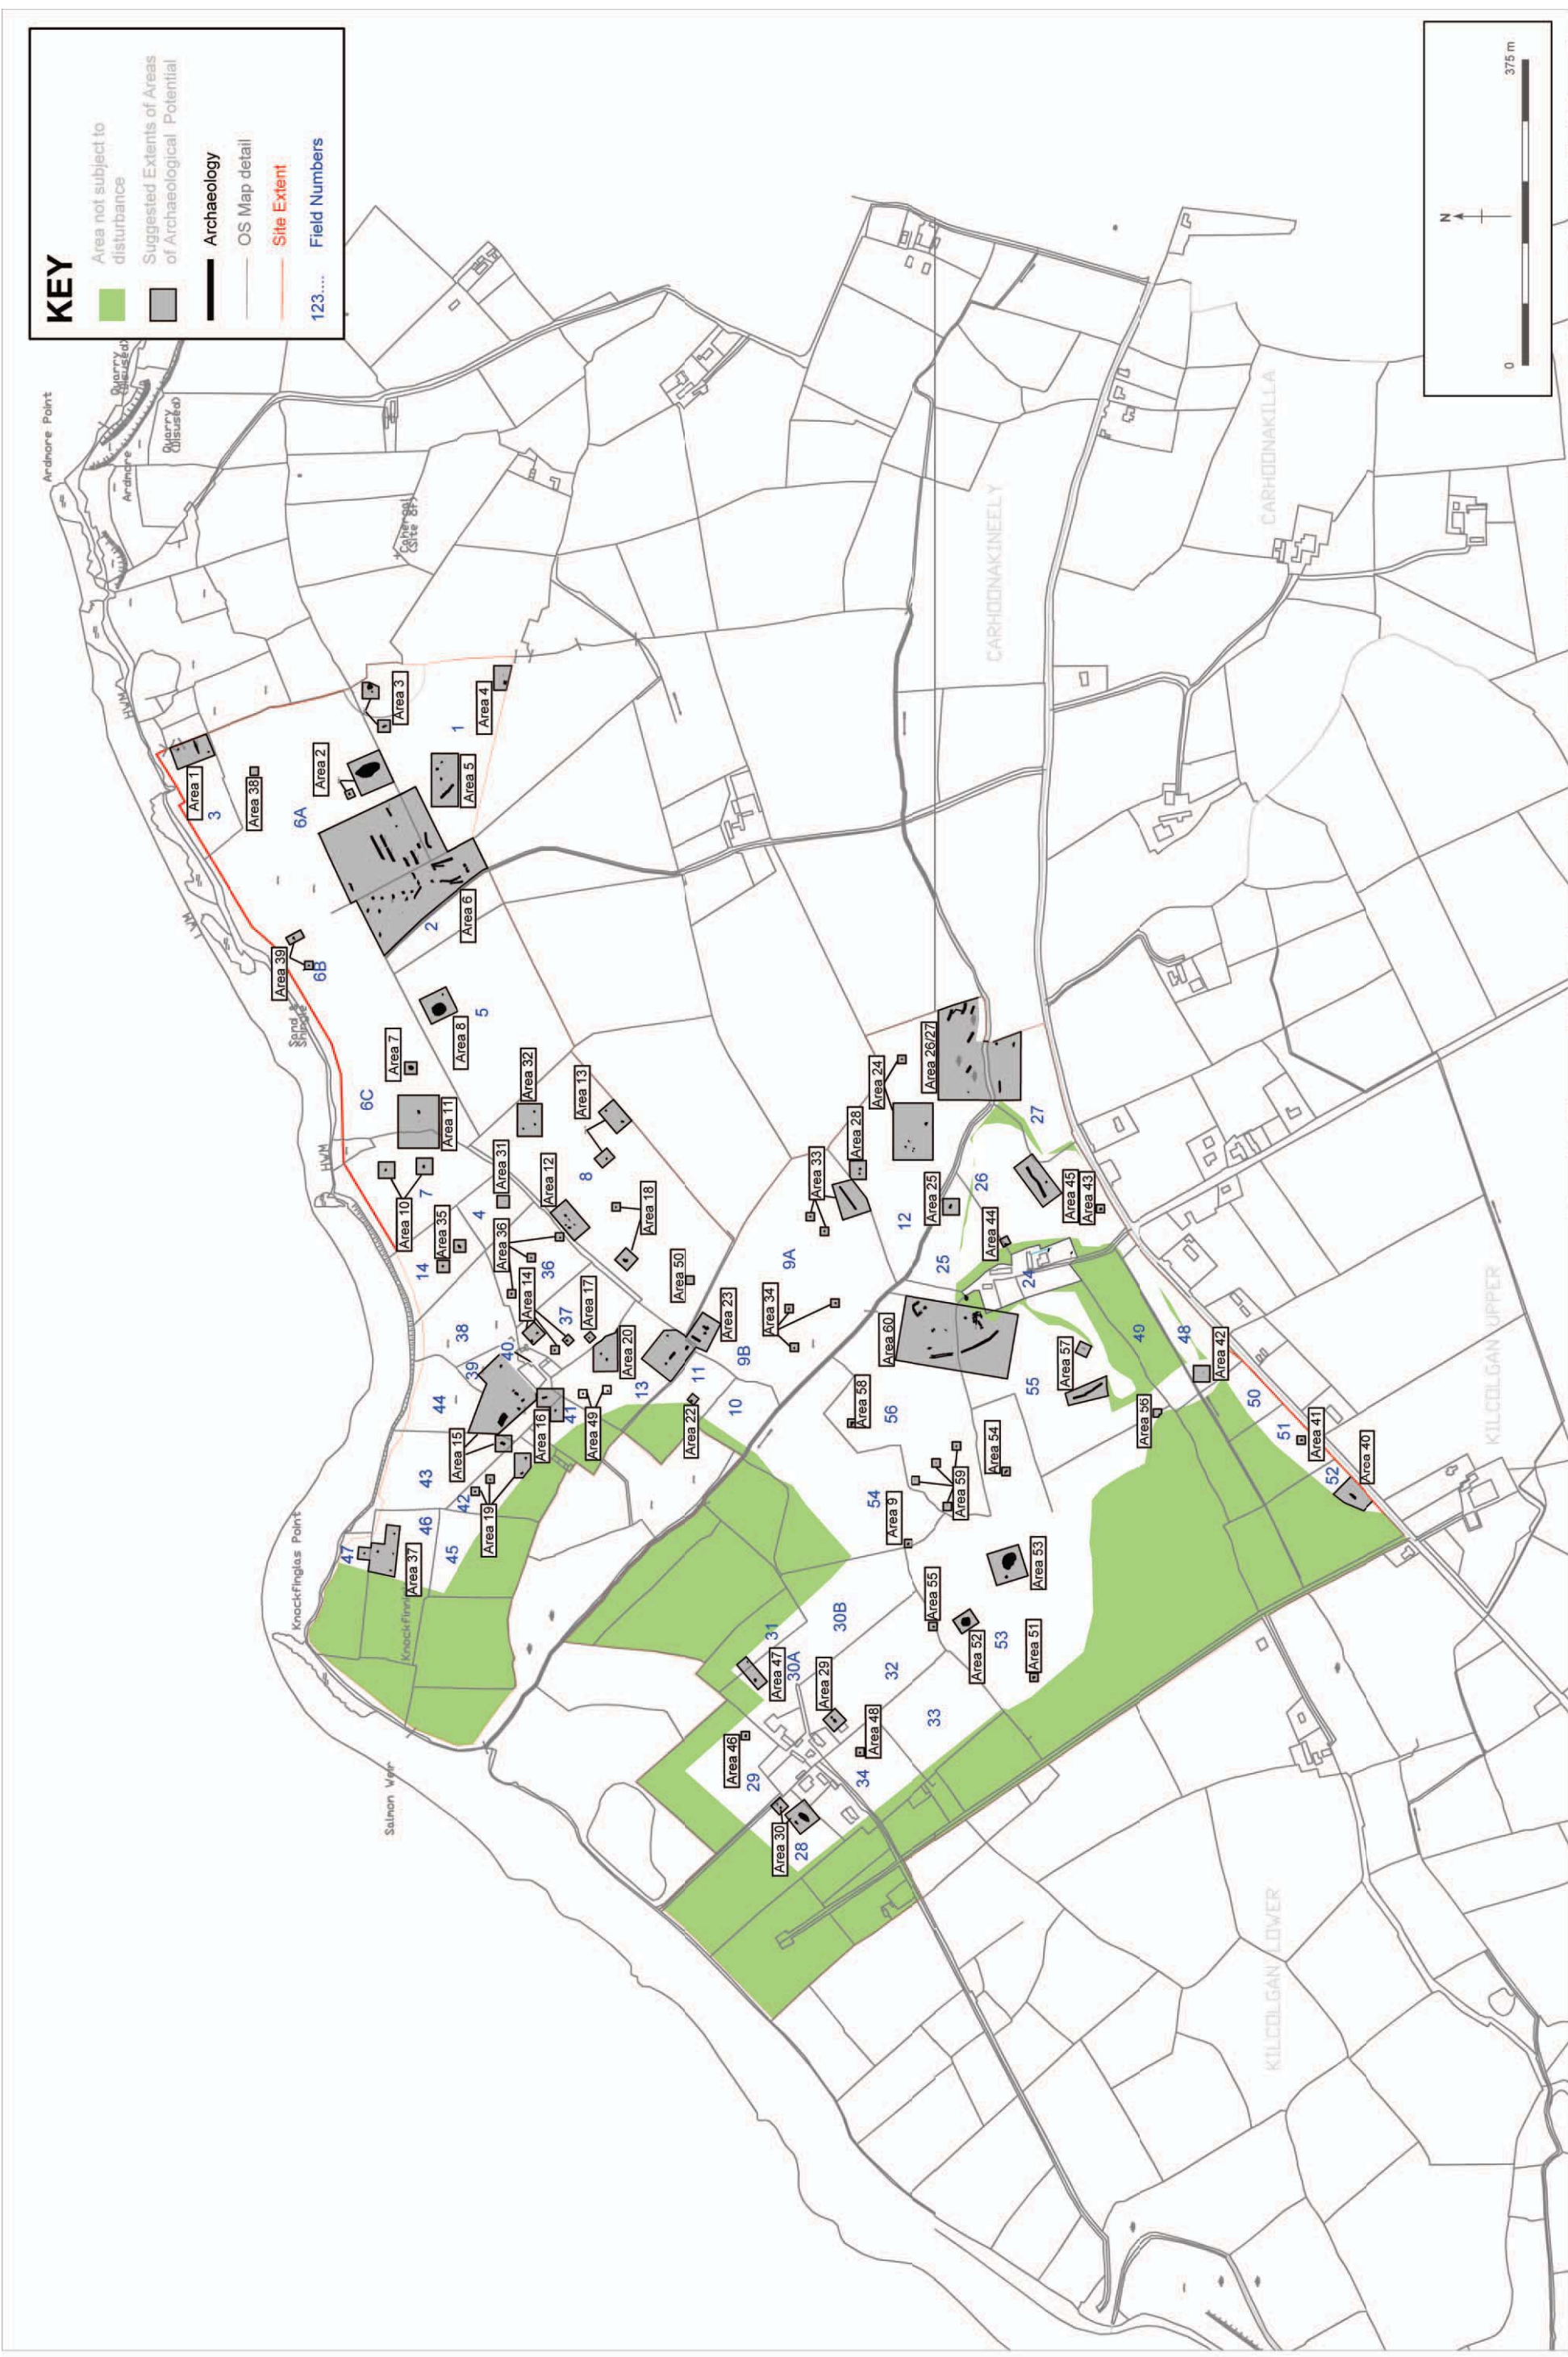 KEY
Area not subject to
disturbance
Suggested Extents of Areas
of Archaeological Potential
Archaeology
OS Map detail
Site Extent
123.... Field Numbers
Ardmore Point
Quarry
(disused)
Ardmore
Quarry
(disused)
Cahergal
(Site of)
HWM
Area 1
3
Area 38
6A
Area 2
Area 3
1
Area 4
Area 5
Area 6
2
Area 39
6B
Sand &
Shingle
5
Area 8
Area 7
6C
Area 11
HWM
Area 10
7
Area 32
Area 13
8
Area 31
4
Area 12
Area 18
Area 35
14
Area 36
36
Area 14
37
Area 17
Area 50
38
40
39
44
Area 20
Area 23
11
9B
13
Area 34
9A
Area 15
Area 16
41
Area 49
Area 22
10
43
42
Area 19
46
45
47
Area 37
Knockfinglas Point
Salmon Weir
Area 33
Area 28
12
Area 24
Area 26/27
Area 25
26
27
Area 45
Area 43
Area 44
25
24
Area 60
Area 57
55
49
48
Area 42
Area 56
50
51
Area 41
52
Area 40
Area 58
56
Area 54
Area 59
54
Area 9
Area 53
Area 55
Area 52
53
Area 51
30B
31
30A
Area 47
Area 29
32
33
Area 48
34
Area 46
29
Area 30
28
CARHOONAKINEELY
CARHOONAKILLA
KILCOLGAN UPPER
KILCOLGAN LOWER
N
0
375 m